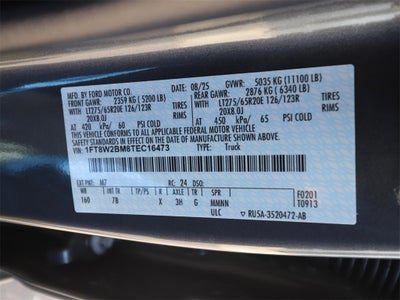 MFD. BY FORD MOTOR CO.
08/25 GVWR: 5035 KG (11100 LB)
FRONT GAWR: 2359 KG (5200 LB)
REAR GAWR: 2876 KG (6340 LB)
LT275/65R20E 126/123R TIRES
LT275/65R20E 126/123R TIRES
20X8.0J RIMS
20X8.0J RIMS
AT 420 kPa/ 60 PSI COLD
AT 450 kPa/ 65 PSI COLD
THIS VEHICLE CONFORMS TO ALL APPLICABLE FEDERAL MOTOR VEHICLE
SAFETY STANDARDS IN EFFECT ON THE DATE OF MANUFACTURE SHOWN ABOVE.
VIN: 1FT8W2BM8TEC16473
TYPE: Truck
EXT PNT: M7 RC: 24 DSO: F0201
WB INT TR TP/PS R AXLE TR SPR T0913
160 7B X 3H G MMNN
ULC RU5A-3520472-AB